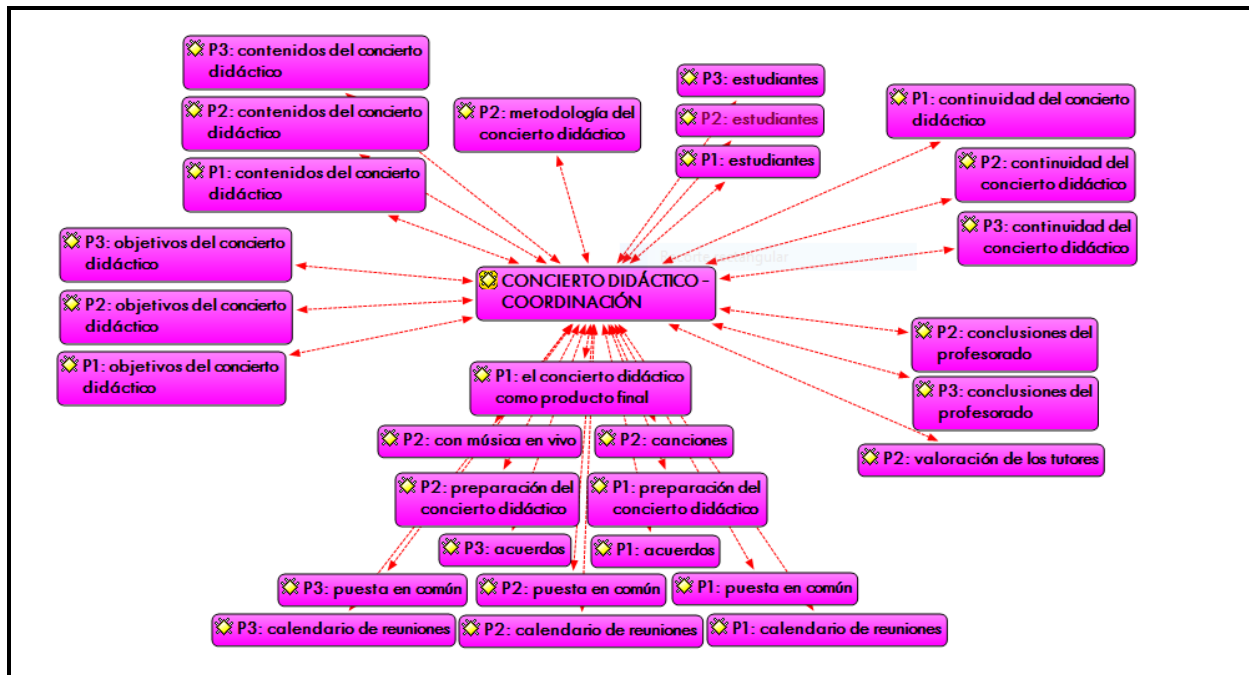 P3: contenidos del concierto
didáctico
P2: contenidos del concierto
didáctico
P1: contenidos del concierto
didáctico
P2: metodología del
concierto didáctico
P3: estudiantes
P2: estudiantes
P1: estudiantes
P1: continuidad del concierto
didáctico
P2: continuidad del
concierto didáctico
P3: continuidad del
concierto didáctico
P3: objetivos del concierto
didáctico
P2: objetivos del concierto
didáctico
P1: objetivos del concierto
didáctico
CONCIERTO DIDÁCTICO –
COORDINACIÓN
P2: conclusiones del
profesorado
P3: conclusiones del
profesorado
P2: valoración de los tutores
P1: el concierto didáctico
como producto final
P2: con música en vivo
P2: canciones
P2: preparación del
concierto didáctico
P1: preparación del
concierto didáctico
P3: acuerdos
P1: acuerdos
P3: puesta en común
P2: puesta en común
P1: puesta en común
P3: calendario de reuniones
P2: calendario de reuniones
P1: calendario de reuniones